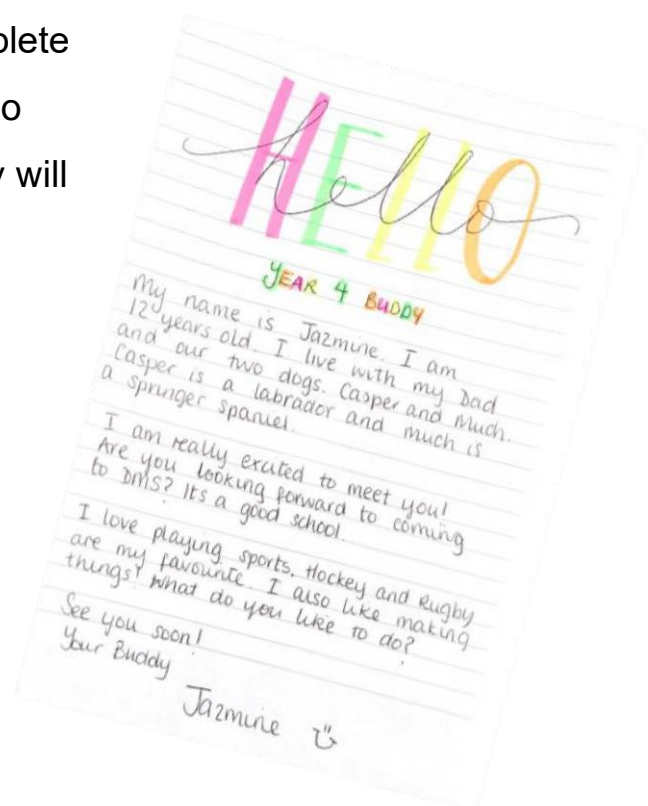 plete
o
y will
HELLO
hello
YEAR 4 BUDDY
My name is Jazmine. I am
12 years old. I live with my Dad
and our two dogs. Casper and Much.
Casper is a labrador and much is
a springer spaniel.
I am really excited to meet you!
Are you looking forward to coming
to DMS? Its a good school.
I love playing sports. Hockey and Rugby
are my favourite. I also like making
things! What do you like to do?
See you soon!
Your Buddy
Jazmine